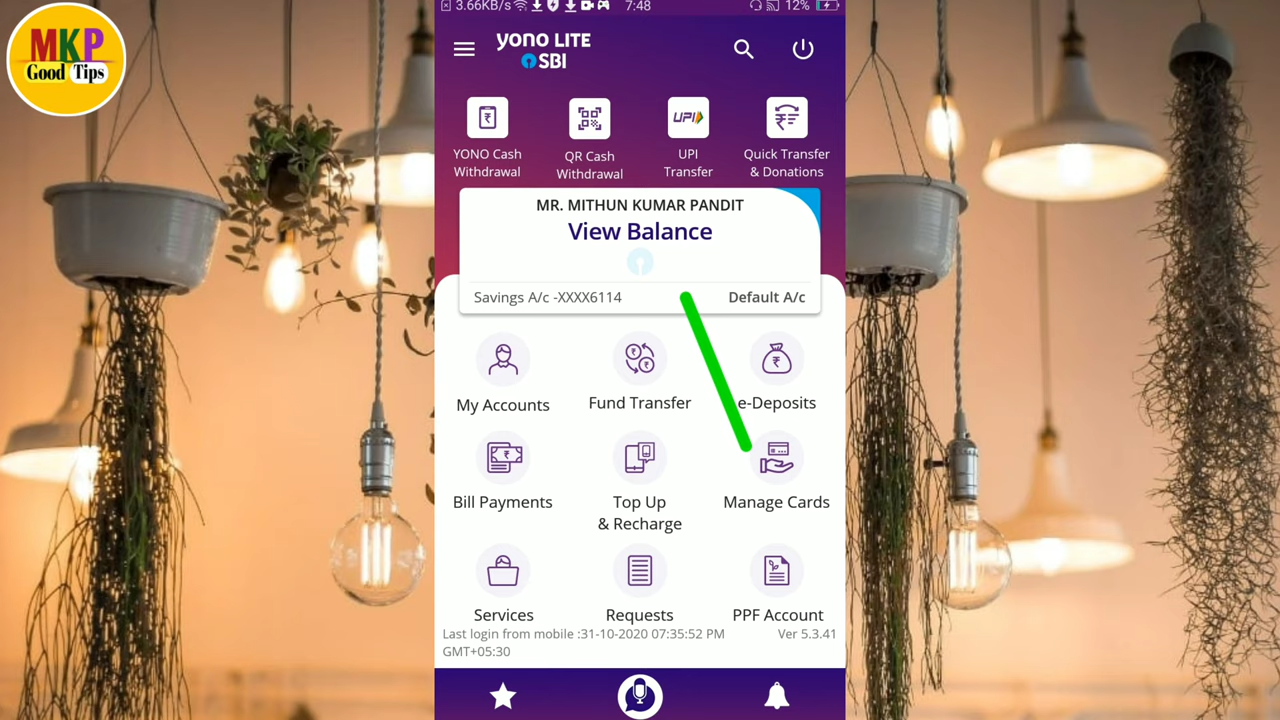 MKP
Good Tips
3.66KB/s 7:48 12%
YONO LITE
SBI
YONO Cash
Withdrawal
QR Cash
Withdrawal
UPI
UPI
Transfer
Quick Transfer
& Donations
MR. MITHUN KUMAR PANDIT
View Balance
Savings A/c -XXXX6114 Default A/c
My Accounts
Fund Transfer
e-Deposits
Bill Payments
Top Up
& Recharge
Manage Cards
Services
Requests
PPF Account
Last login from mobile :31-10-2020 07:35:52 PM
GMT+05:30
Ver 5.3.41